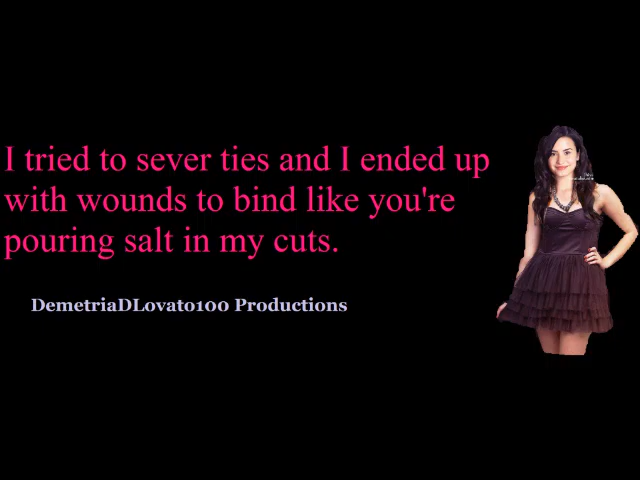 I tried to sever ties and I ended up
with wounds to bind like you're
pouring salt in my cuts.
DemetriaDLovato100 Productions